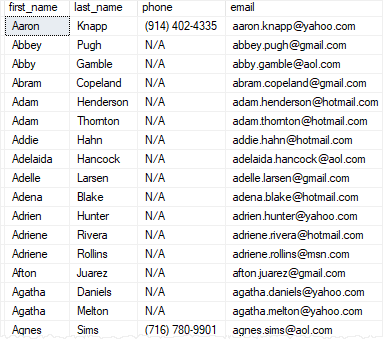 first_name last_name phone email
Aaron Knapp (914) 402-4335 aaron.knapp@yahoo.com
Abbey Pugh N/A abbey.pugh@gmail.com
Abby Gamble N/A abby.gamble@aol.com
Abram Copeland N/A abram.copeland@gmail.com
Adam Henderson N/A adam.henderson@hotmail.com
Adam Thornton N/A adam.thornton@hotmail.com
Addie Hahn N/A addie.hahn@hotmail.com
Adelaida Hancock N/A adelaida.hancock@aol.com
Adelle Larsen N/A adelle.larsen@gmail.com
Adena Blake N/A adena.blake@hotmail.com
Adrien Hunter N/A adrien.hunter@yahoo.com
Adriene Rivera N/A adriene.rivera@hotmail.com
Adriene Rollins N/A adriene.rollins@msn.com
Afton Juarez N/A afton.juarez@gmail.com
Agatha Daniels N/A agatha.daniels@yahoo.com
Agatha Melton N/A agatha.melton@yahoo.com
Agnes Sims (716) 780-9901 agnes.sims@aol.com